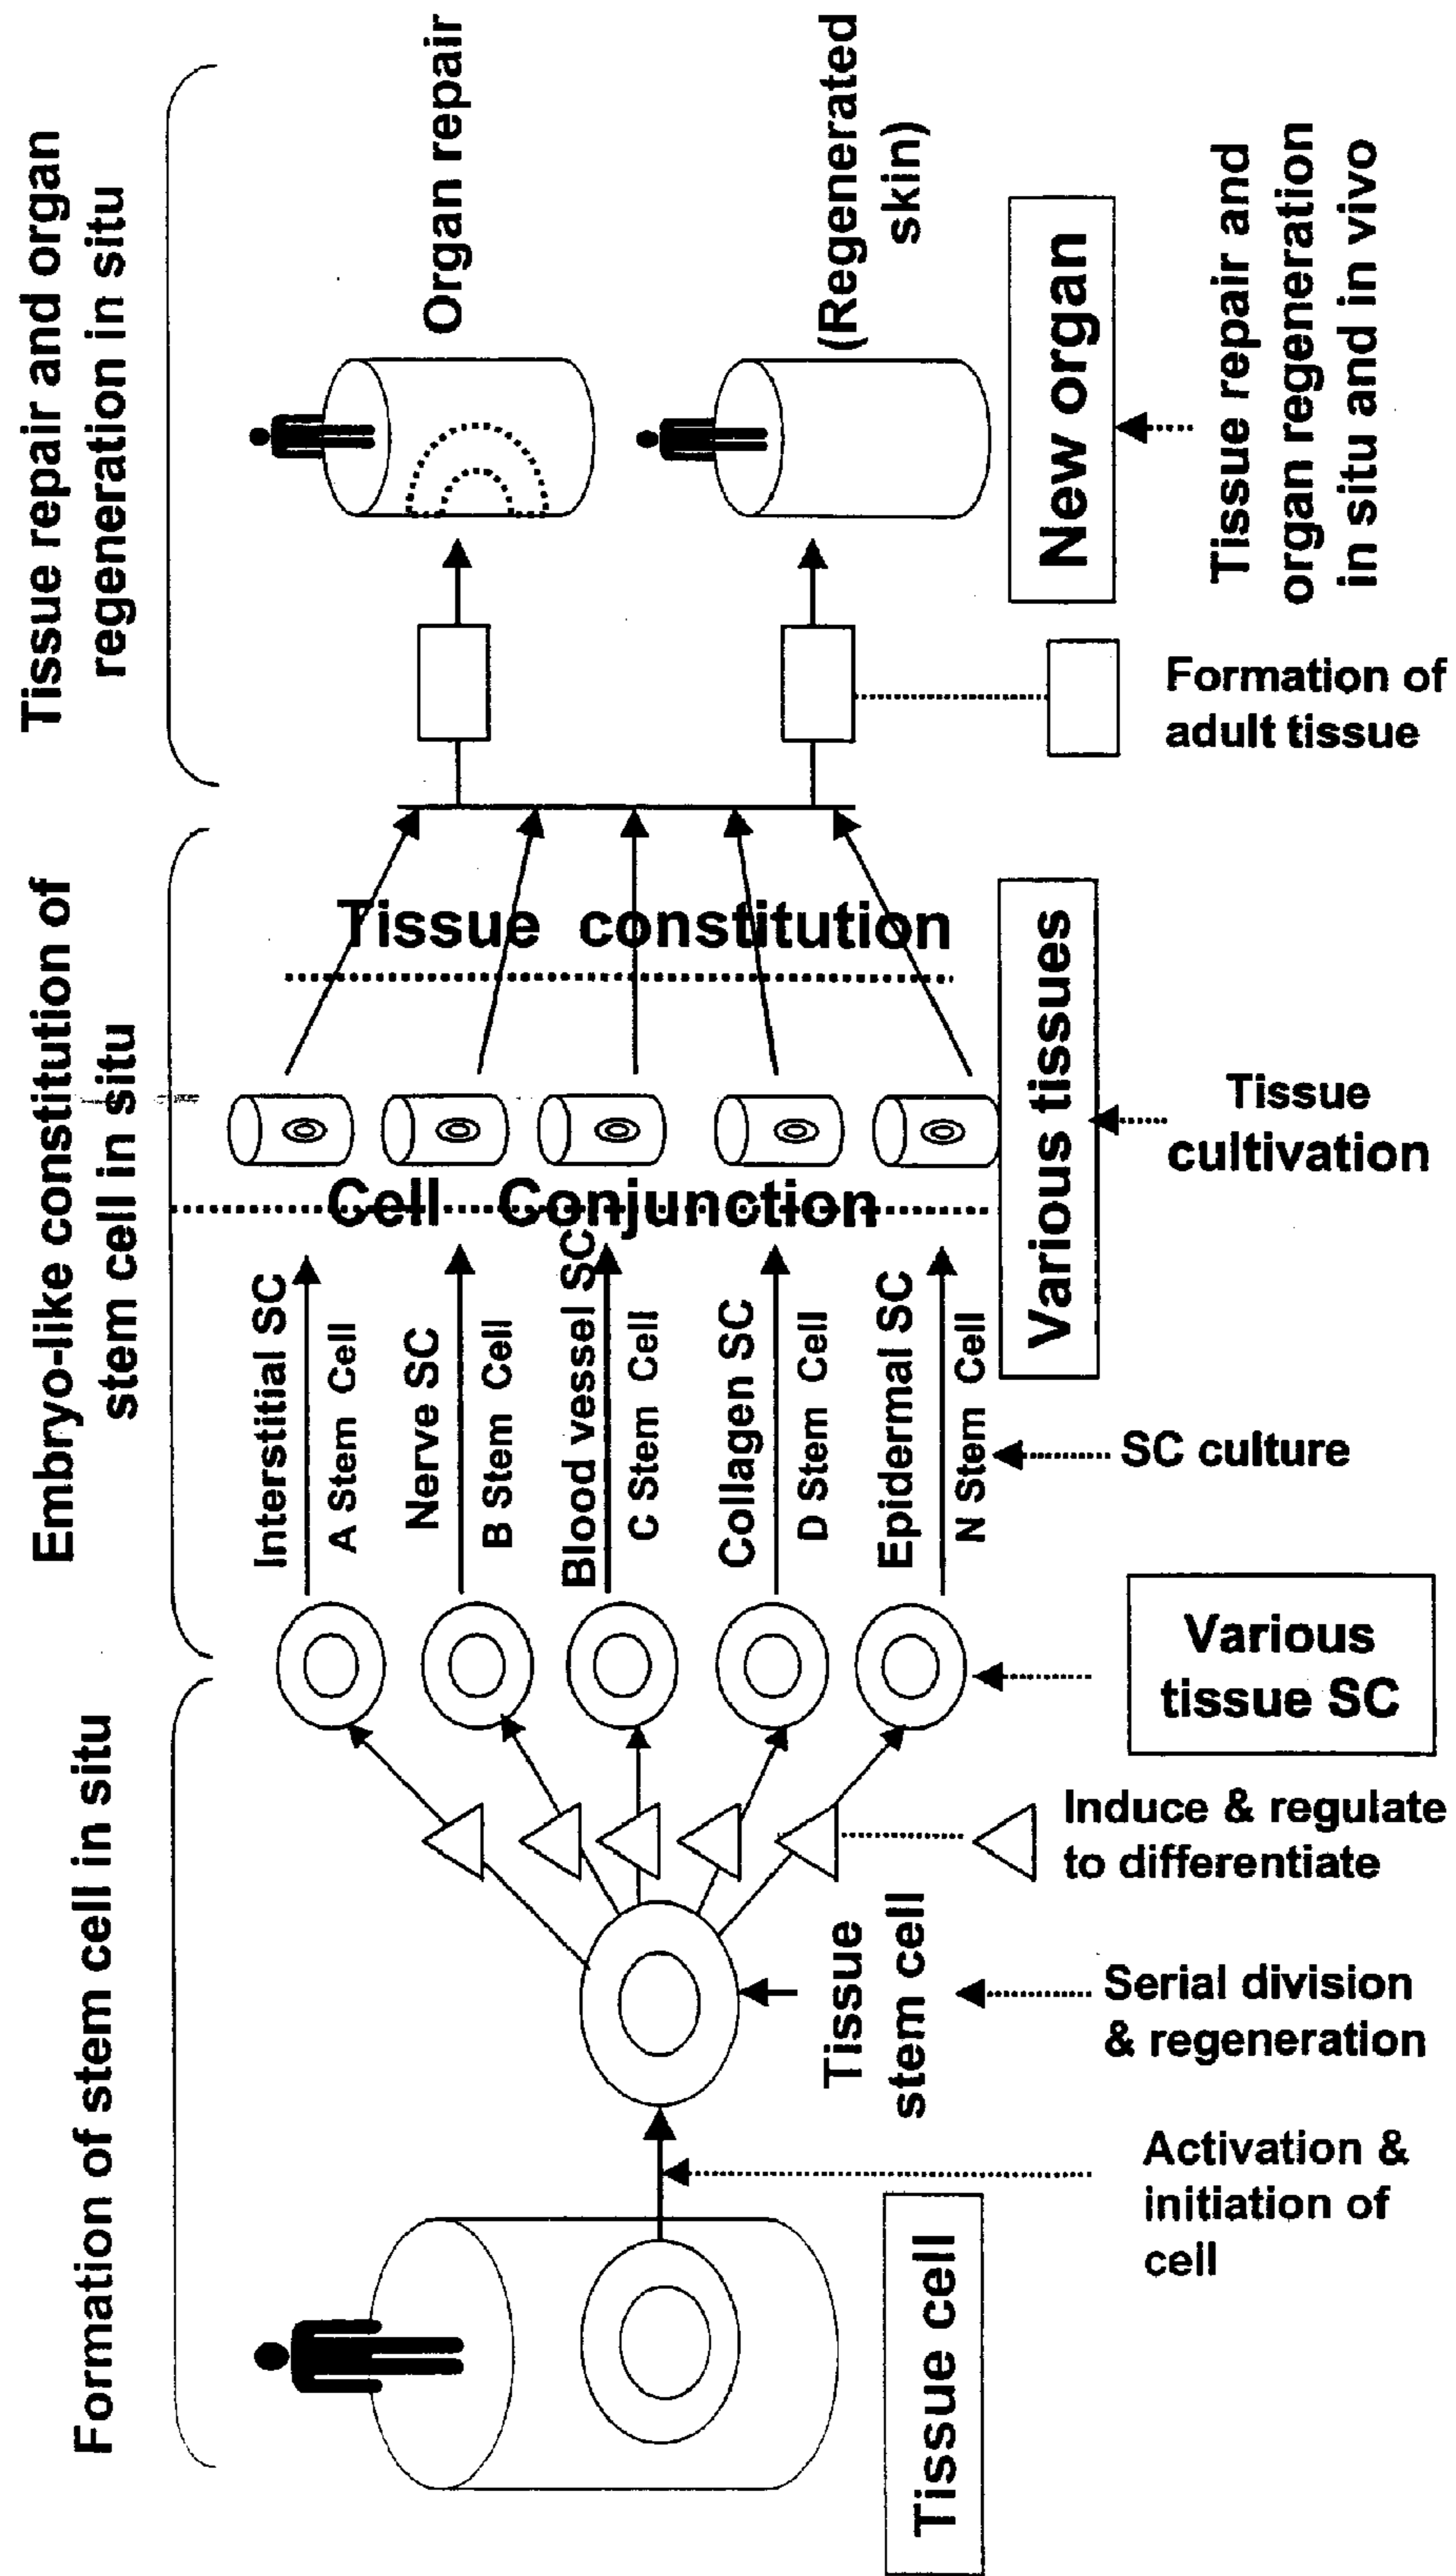 Formation of stem cell in situ
Embryo-like constitution of
stem cell in situ
Tissue repair and organ
regeneration in situ
Interstitial SC
A Stem Cell
Nerve SC
B Stem Cell
Blood vessel SC
C Stem Cell
Collagen SC
D Stem Cell
Epidermal SC
N Stem Cell
Cell Conjunction
Tissue constitution
Organ repair
(Regenerated
skin)
Tissue
stem cell
Tissue cell
Various tissues
New organ
Activation &
initiation of
cell
Serial division
& regeneration
Induce & regulate
to differentiate
Various
tissue SC
SC culture
Tissue
cultivation
Formation of
adult tissue
Tissue repair and
organ regeneration
in situ and in vivo